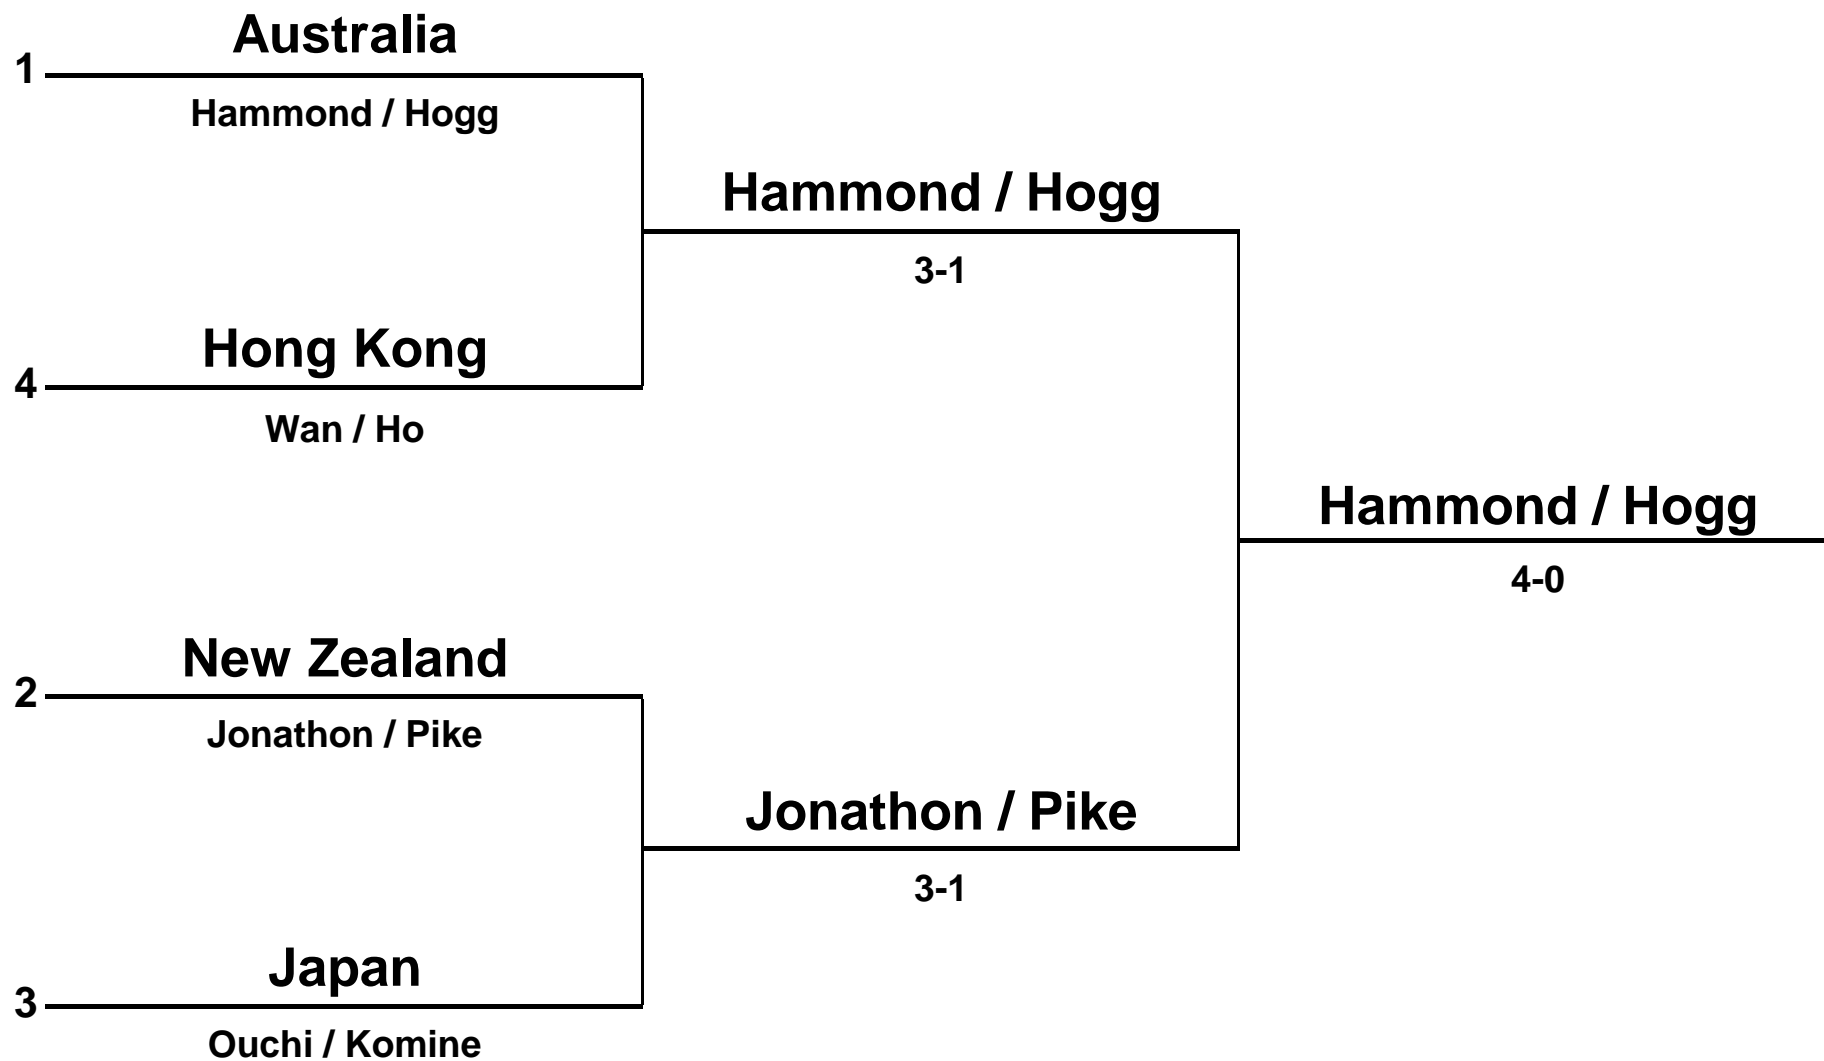 Australia
1
Hammond / Hogg
Hammond / Hogg
3-1
Hong Kong
4
Wan / Ho
Hammond / Hogg
4-0
New Zealand
2
Jonathon / Pike
Jonathon / Pike
3-1
Japan
3
Ouchi / Komine